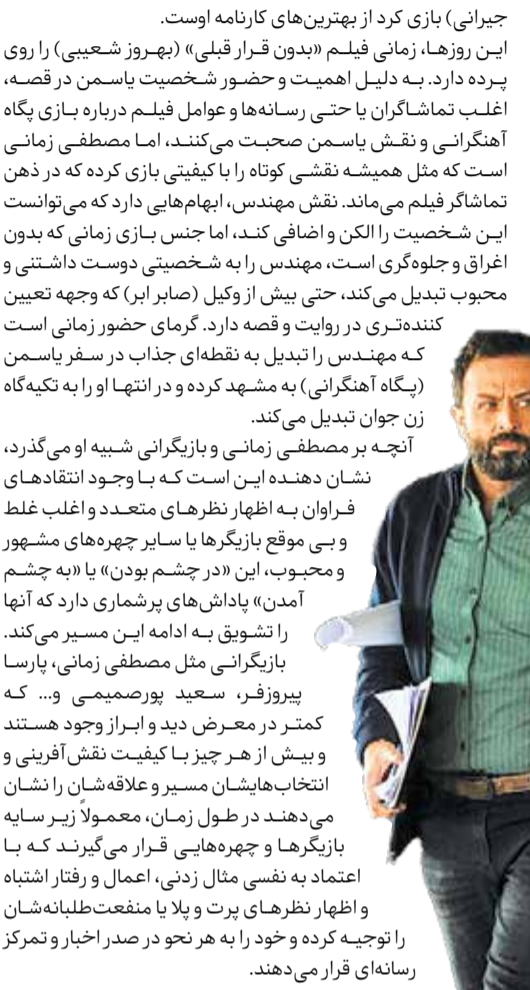 جیرانی) بازی کرد از بهترین‌های کارنامه اوست.
این روزها، زمانی فیلم «بدون قرار قبلی» (بهروز شعیبی) را روی
پرده دارد. به دلیل اهمیت و حضور شخصیت یاسمن در قصه،
اغلب تماشاگران یا حتی رسانه‌ها و عوامل فیلم درباره بازی پگاه
آهنگرانی و نقش یاسمن صحبت می‌کنند، اما مصطفی زمانی
است که مثل همیشه نقشی کوتاه را با کیفیتی بازی کرده که در ذهن
تماشاگر فیلم می‌ماند. نقش مهندس، ابهام‌هایی دارد که می‌توانست
این شخصیت را الکن و اضافی کند، اما جنس بازی زمانی که بدون
اغراق و جلوه‌گری است، مهندس را به شخصیتی دوست داشتنی و
محبوب تبدیل می‌کند، حتی بیش از وکیل (صابر ابر) که وجهه تعیین
کننده‌تری در روایت و قصه دارد. گرمای حضور زمانی است
که مهندس را تبدیل به نقطه‌ای جذاب در سفر یاسمن
(پگاه آهنگرانی) به مشهد کرده و در انتها او را به تکیه‌گاه
زن جوان تبدیل می‌کند.
آنچه بر مصطفی زمانی و بازیگرانی شبیه او می‌گذرد،
نشان دهنده این است که با وجود انتقادهای
فراوان به اظهار نظرهای متعدد و اغلب غلط
و بی موقع بازیگرها یا سایر چهره‌های مشهور
و محبوب، این «در چشم بودن» یا «به چشم
آمدن» پاداش‌های پرشماری دارد که آنها
را تشویق به ادامه این مسیر می‌کند.
بازیگرانی مثل مصطفی زمانی، پارسا
پیروزفر، سعید پورصمیمی و... که
کمتر در معرض دید و ابراز وجود هستند
و بیش از هر چیز با کیفیت نقش‌آفرینی و
انتخاب‌هایشان مسیر و علاقه‌شان را نشان
می‌دهند در طول زمان، معمولاً زیر سایه
بازیگرها و چهره‌هایی قرار می‌گیرند که با
اعتماد به نفسی مثال زدنی، اعمال و رفتار اشتباه
و اظهار نظرهای پرت و پلا یا منفعت‌طلبانه‌شان
را توجیه کرده و خود را به هر نحو در صدر اخبار و تمرکز
رسانه‌ای قرار می‌دهند.